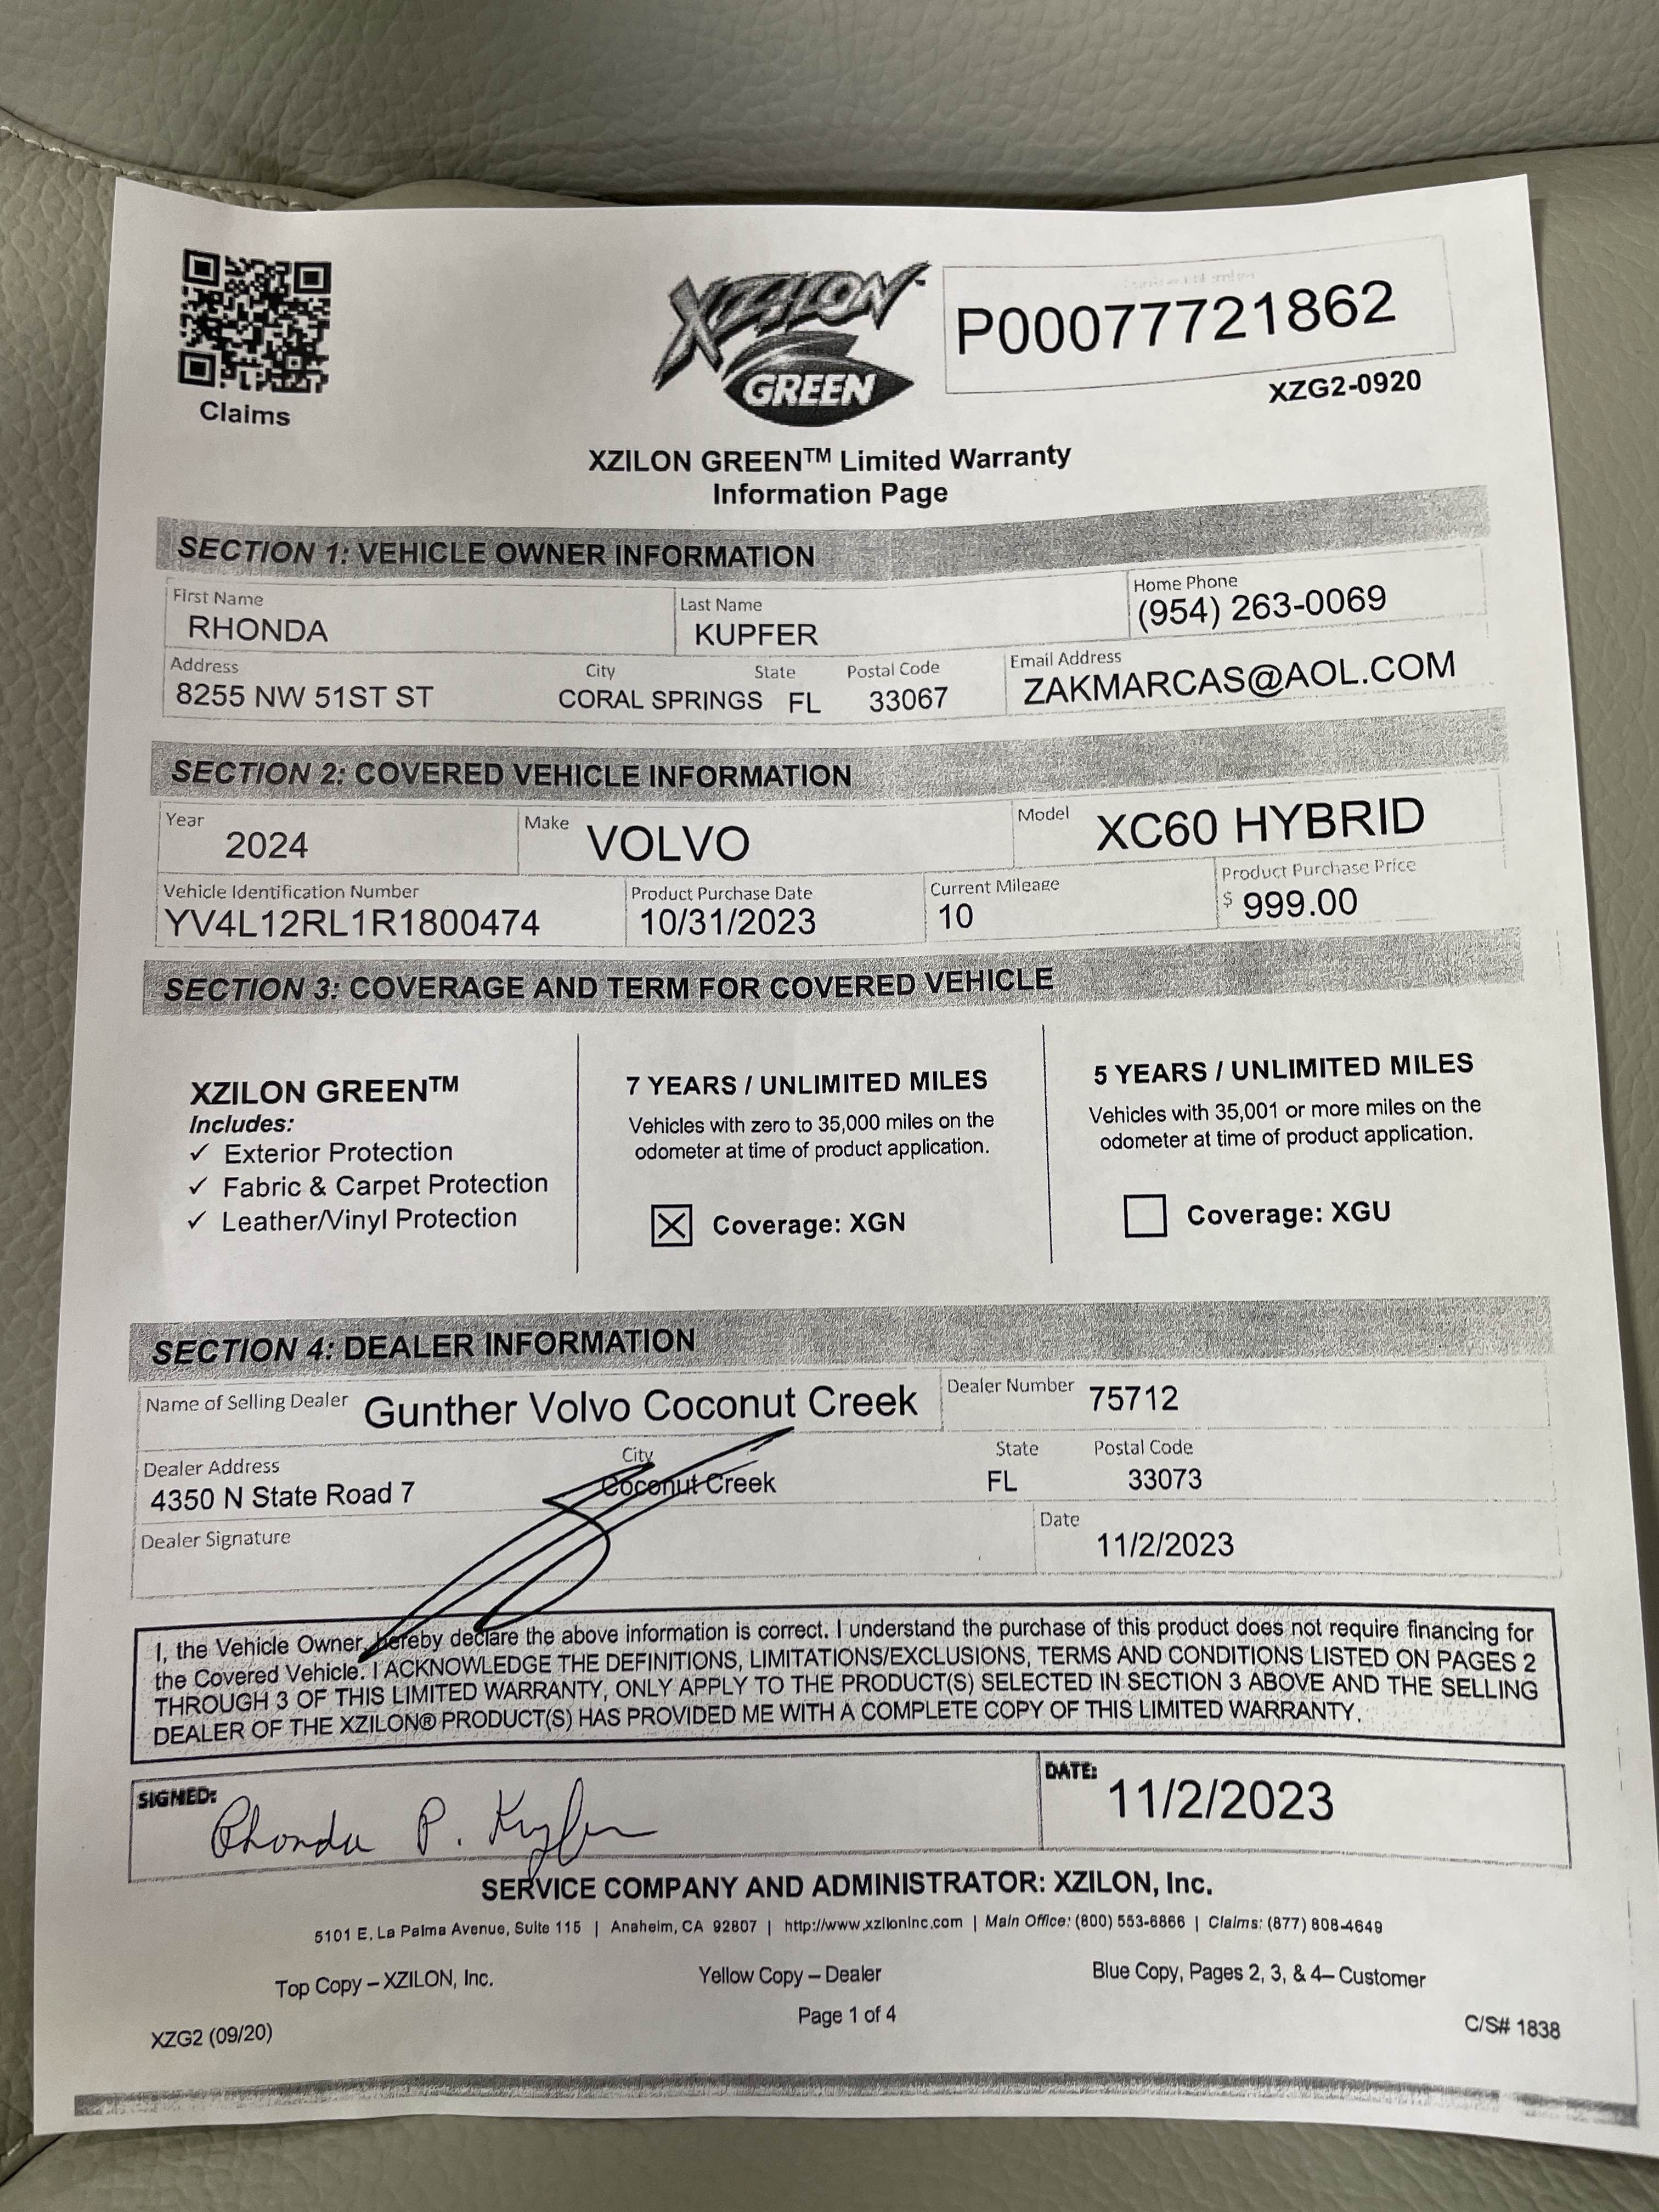 XZILON
GREEN
P00077721862
XZG2-0920
Claims
XZILON GREEN™ Limited Warranty
Information Page
SECTION 1: VEHICLE OWNER INFORMATION
First Name Last Name Home Phone
RHONDA KUPFER (954) 263-0069
Address City State Postal Code Email Address
8255 NW 51ST ST CORAL SPRINGS FL 33067 ZAKMARCAS@AOL.COM
SECTION 2: COVERED VEHICLE INFORMATION
Year 2024 Make VOLVO Model XC60 HYBRID
Vehicle Identification Number Product Purchase Date Current Mileage Product Purchase Price
YV4L12RL1R1800474 10/31/2023 10 $ 999.00
SECTION 3: COVERAGE AND TERM FOR COVERED VEHICLE
XZILON GREEN™
Includes:
✓ Exterior Protection
✓ Fabric & Carpet Protection
✓ Leather/Vinyl Protection
7 YEARS / UNLIMITED MILES
Vehicles with zero to 35,000 miles on the
odometer at time of product application.
☒ Coverage: XGN
5 YEARS / UNLIMITED MILES
Vehicles with 35,001 or more miles on the
odometer at time of product application.
☐ Coverage: XGU
SECTION 4: DEALER INFORMATION
Name of Selling Dealer Gunther Volvo Coconut Creek Dealer Number 75712
Dealer Address City State Postal Code
4350 N State Road 7 Coconut Creek FL 33073
Dealer Signature Date
11/2/2023
I, the Vehicle Owner, hereby declare the above information is correct. I understand the purchase of this product does not require financing for
the Covered Vehicle. I ACKNOWLEDGE THE DEFINITIONS, LIMITATIONS/EXCLUSIONS, TERMS AND CONDITIONS LISTED ON PAGES 2
THROUGH 3 OF THIS LIMITED WARRANTY, ONLY APPLY TO THE PRODUCT(S) SELECTED IN SECTION 3 ABOVE AND THE SELLING
DEALER OF THE XZILON® PRODUCT(S) HAS PROVIDED ME WITH A COMPLETE COPY OF THIS LIMITED WARRANTY.
SIGNED: Rhonda P. Kupfer DATE: 11/2/2023
SERVICE COMPANY AND ADMINISTRATOR: XZILON, Inc.
5101 E. La Palma Avenue, Suite 115 | Anaheim, CA 92807 | http://www.xziloninc.com | Main Office: (800) 553-6866 | Claims: (877) 808-4649
Top Copy – XZILON, Inc. Yellow Copy – Dealer Blue Copy, Pages 2, 3, & 4– Customer
Page 1 of 4
XZG2 (09/20) C/S# 1838